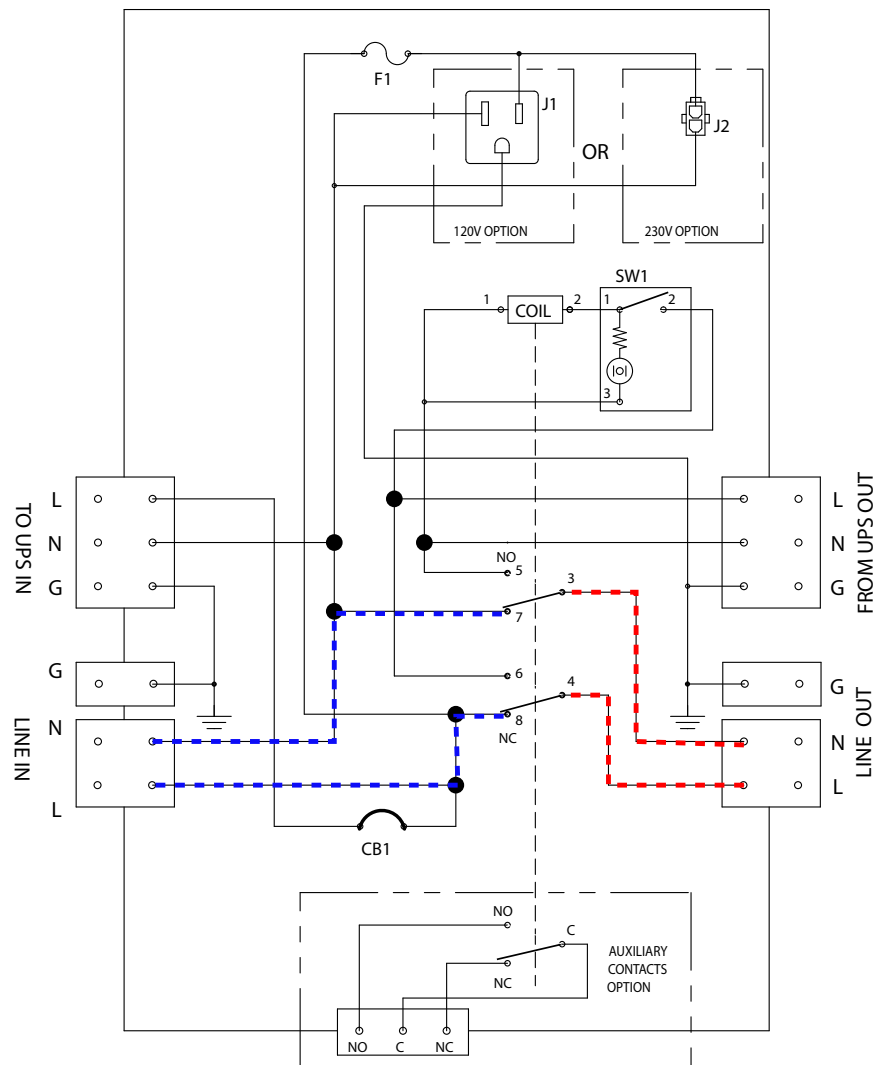 F1
J1
OR
J2
120V OPTION
230V OPTION
SW1
1
COIL
2
1
2
3
TO UPS IN
L
N
G
FROM UPS OUT
L
N
G
NO
5
3
7
6
4
8
NC
G
N
LINE IN
L
G
N
LINE OUT
L
CB1
NO
C
NC
AUXILIARY
CONTACTS
OPTION
NO
C
NC